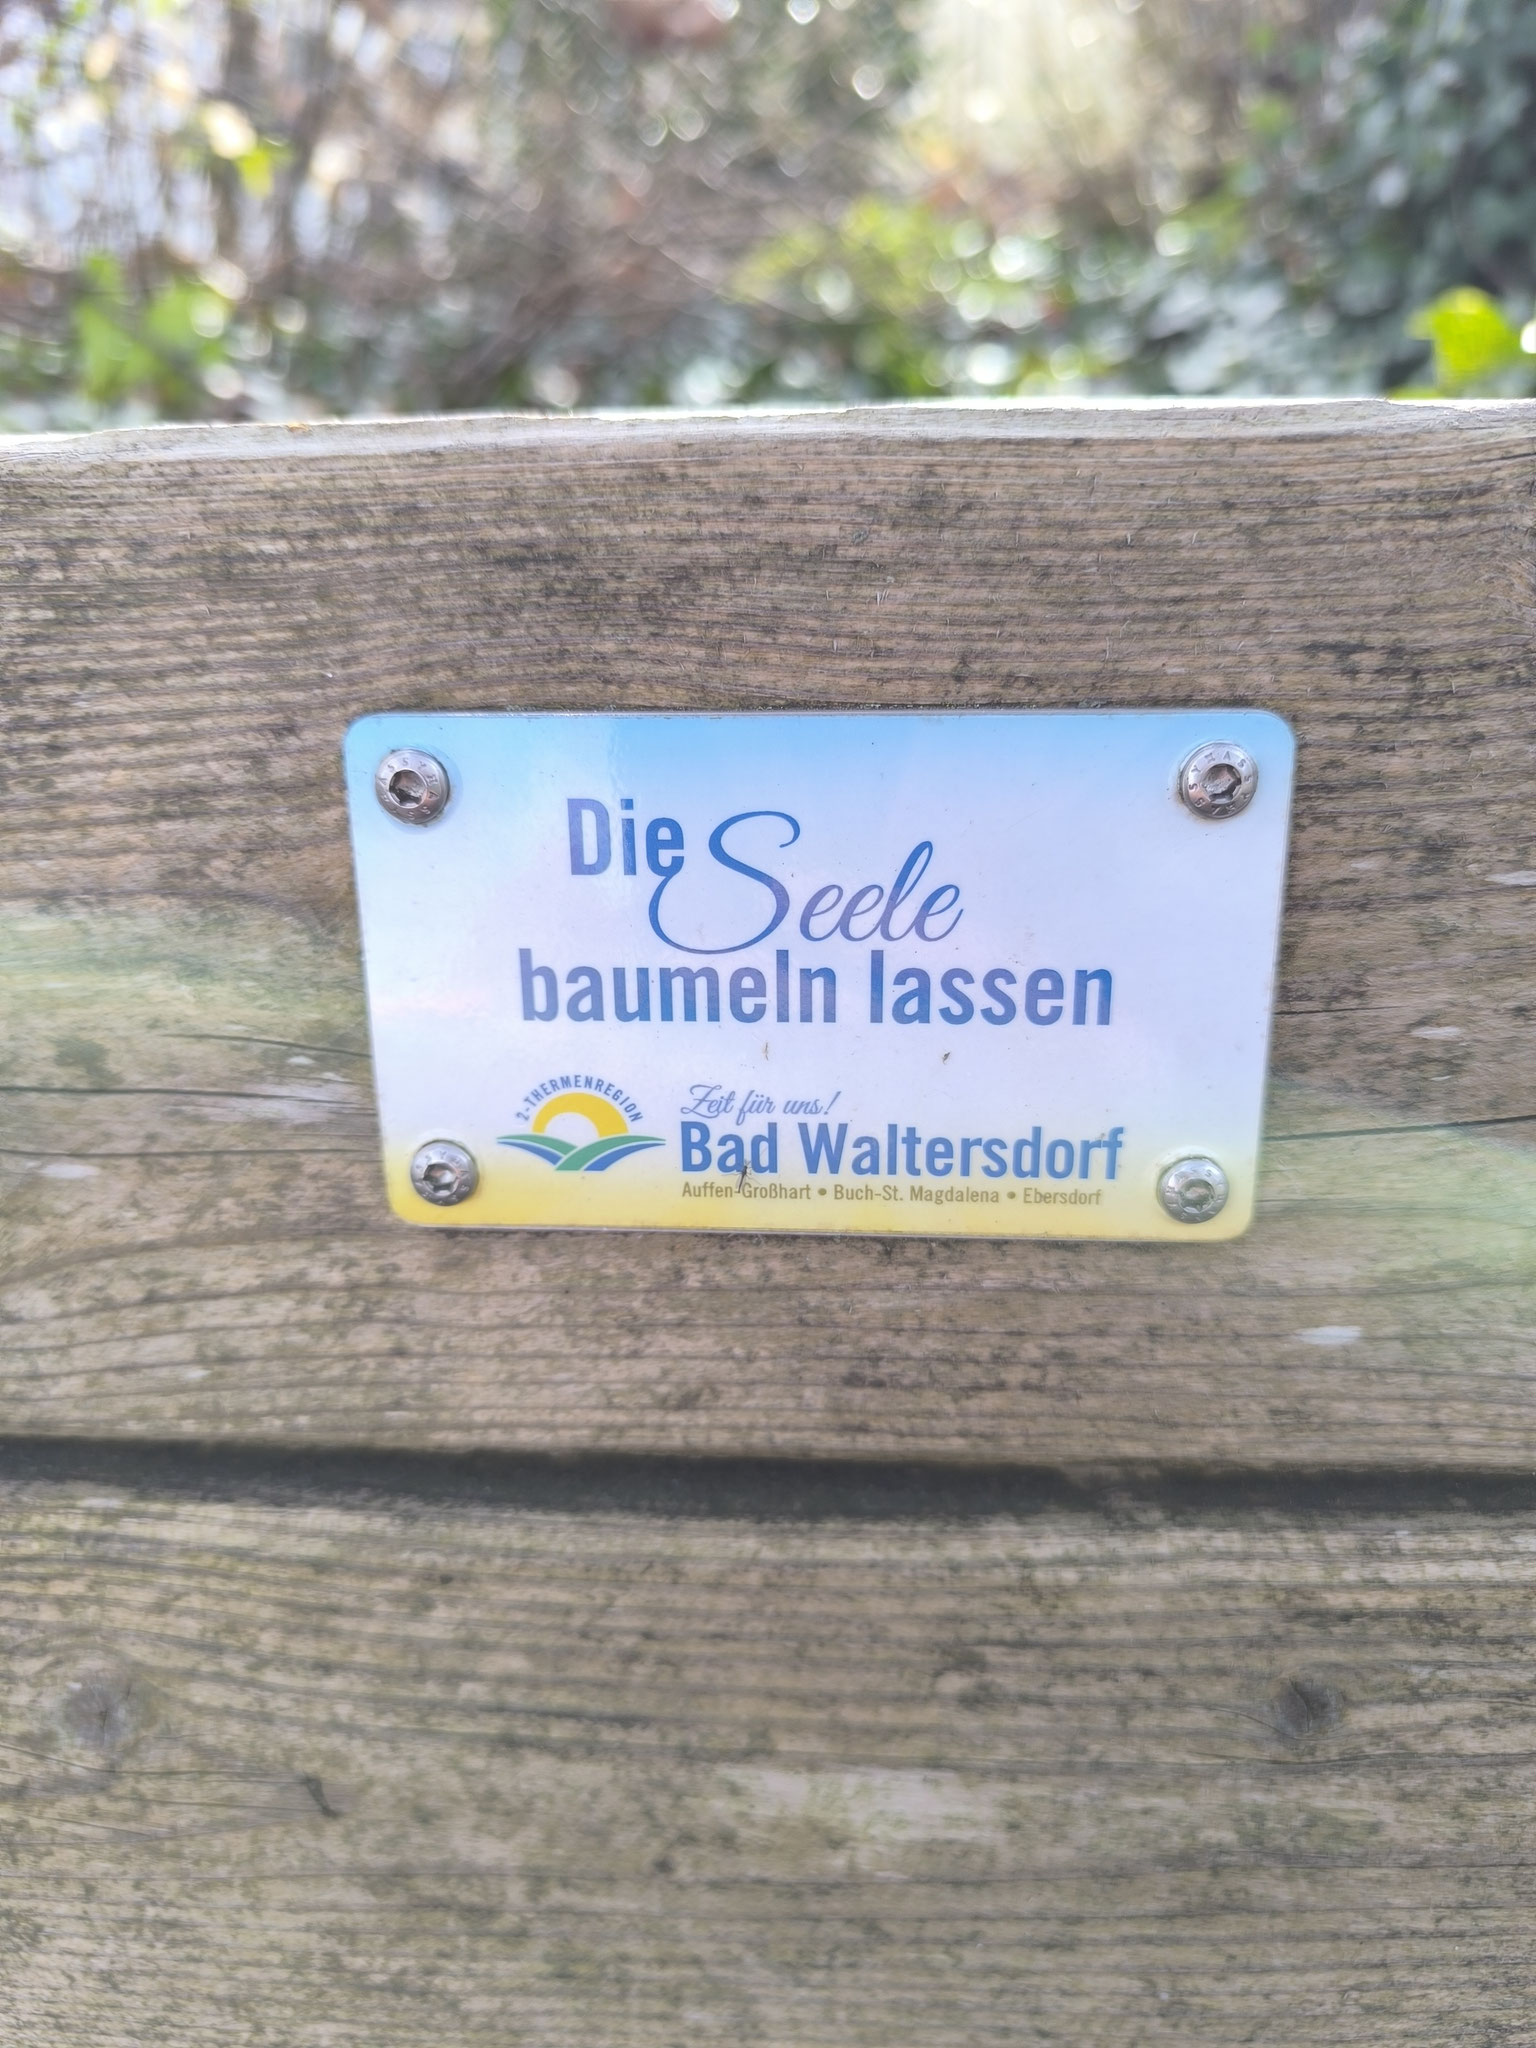 Die Seele
baumeln lassen
2-THERMENREGION
Zeit für uns!
Bad Waltersdorf
Auffen-Großhart • Buch-St. Magdalena • Ebersdorf